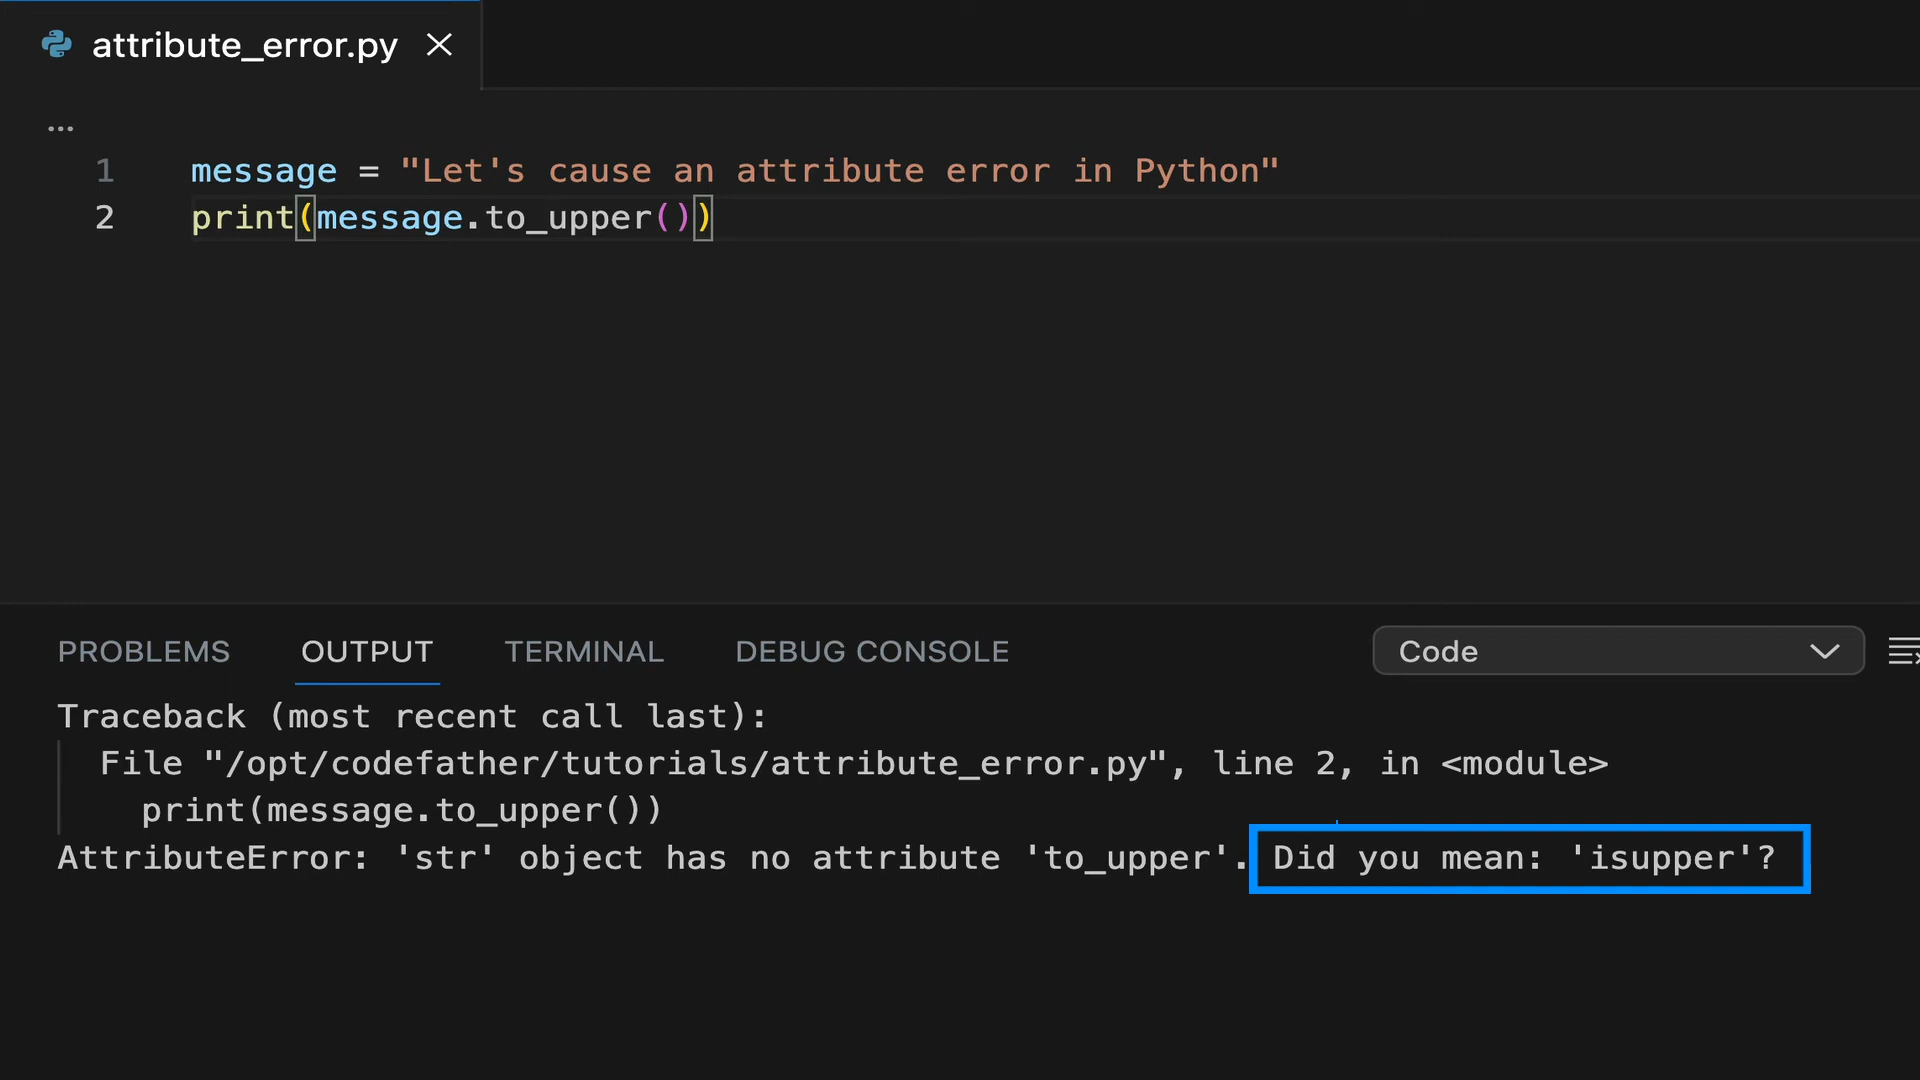 attribute_error.py
...
1 message = "Let's cause an attribute error in Python"
2 print(message.to_upper())
PROBLEMS OUTPUT TERMINAL DEBUG CONSOLE Code
Traceback (most recent call last):
File "/opt/codefather/tutorials/attribute_error.py", line 2, in <module>
print(message.to_upper())
AttributeError: 'str' object has no attribute 'to_upper'. Did you mean: 'isupper'?